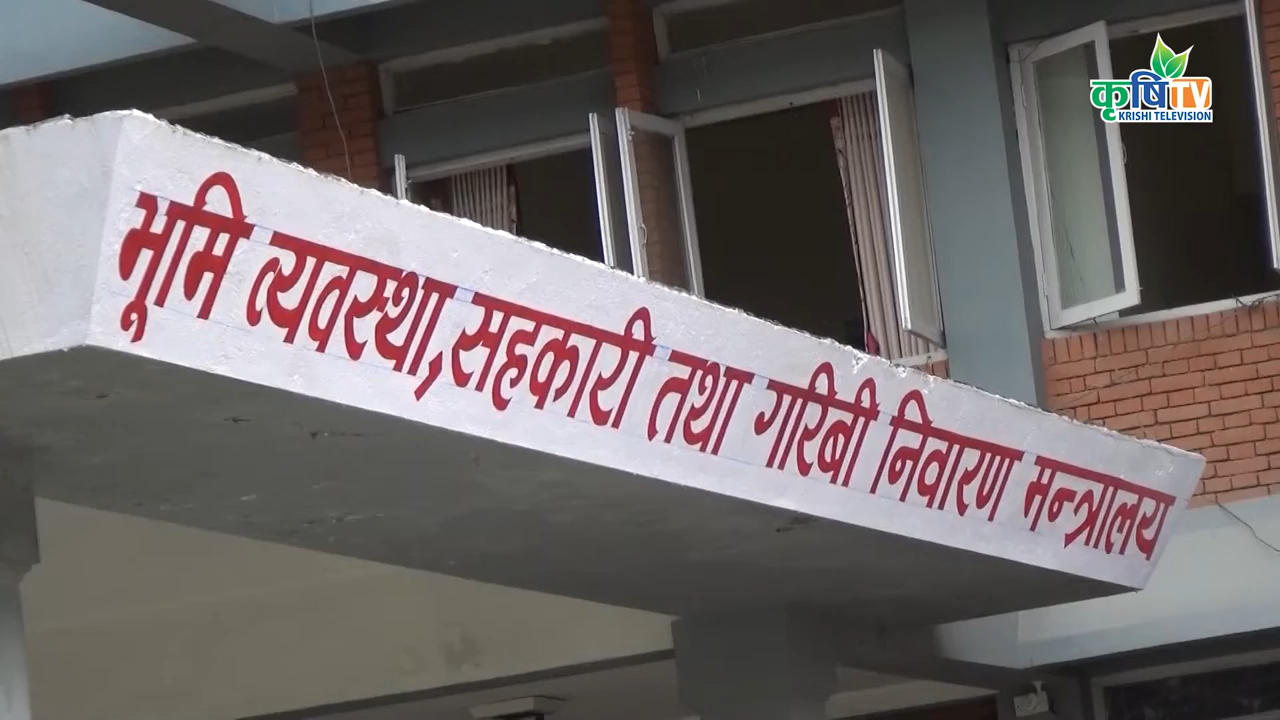 कृषि TV
KRISHI TELEVISION
भूमि व्यवस्था, सहकारी तथा गरिबी निवारण मन्त्रालय